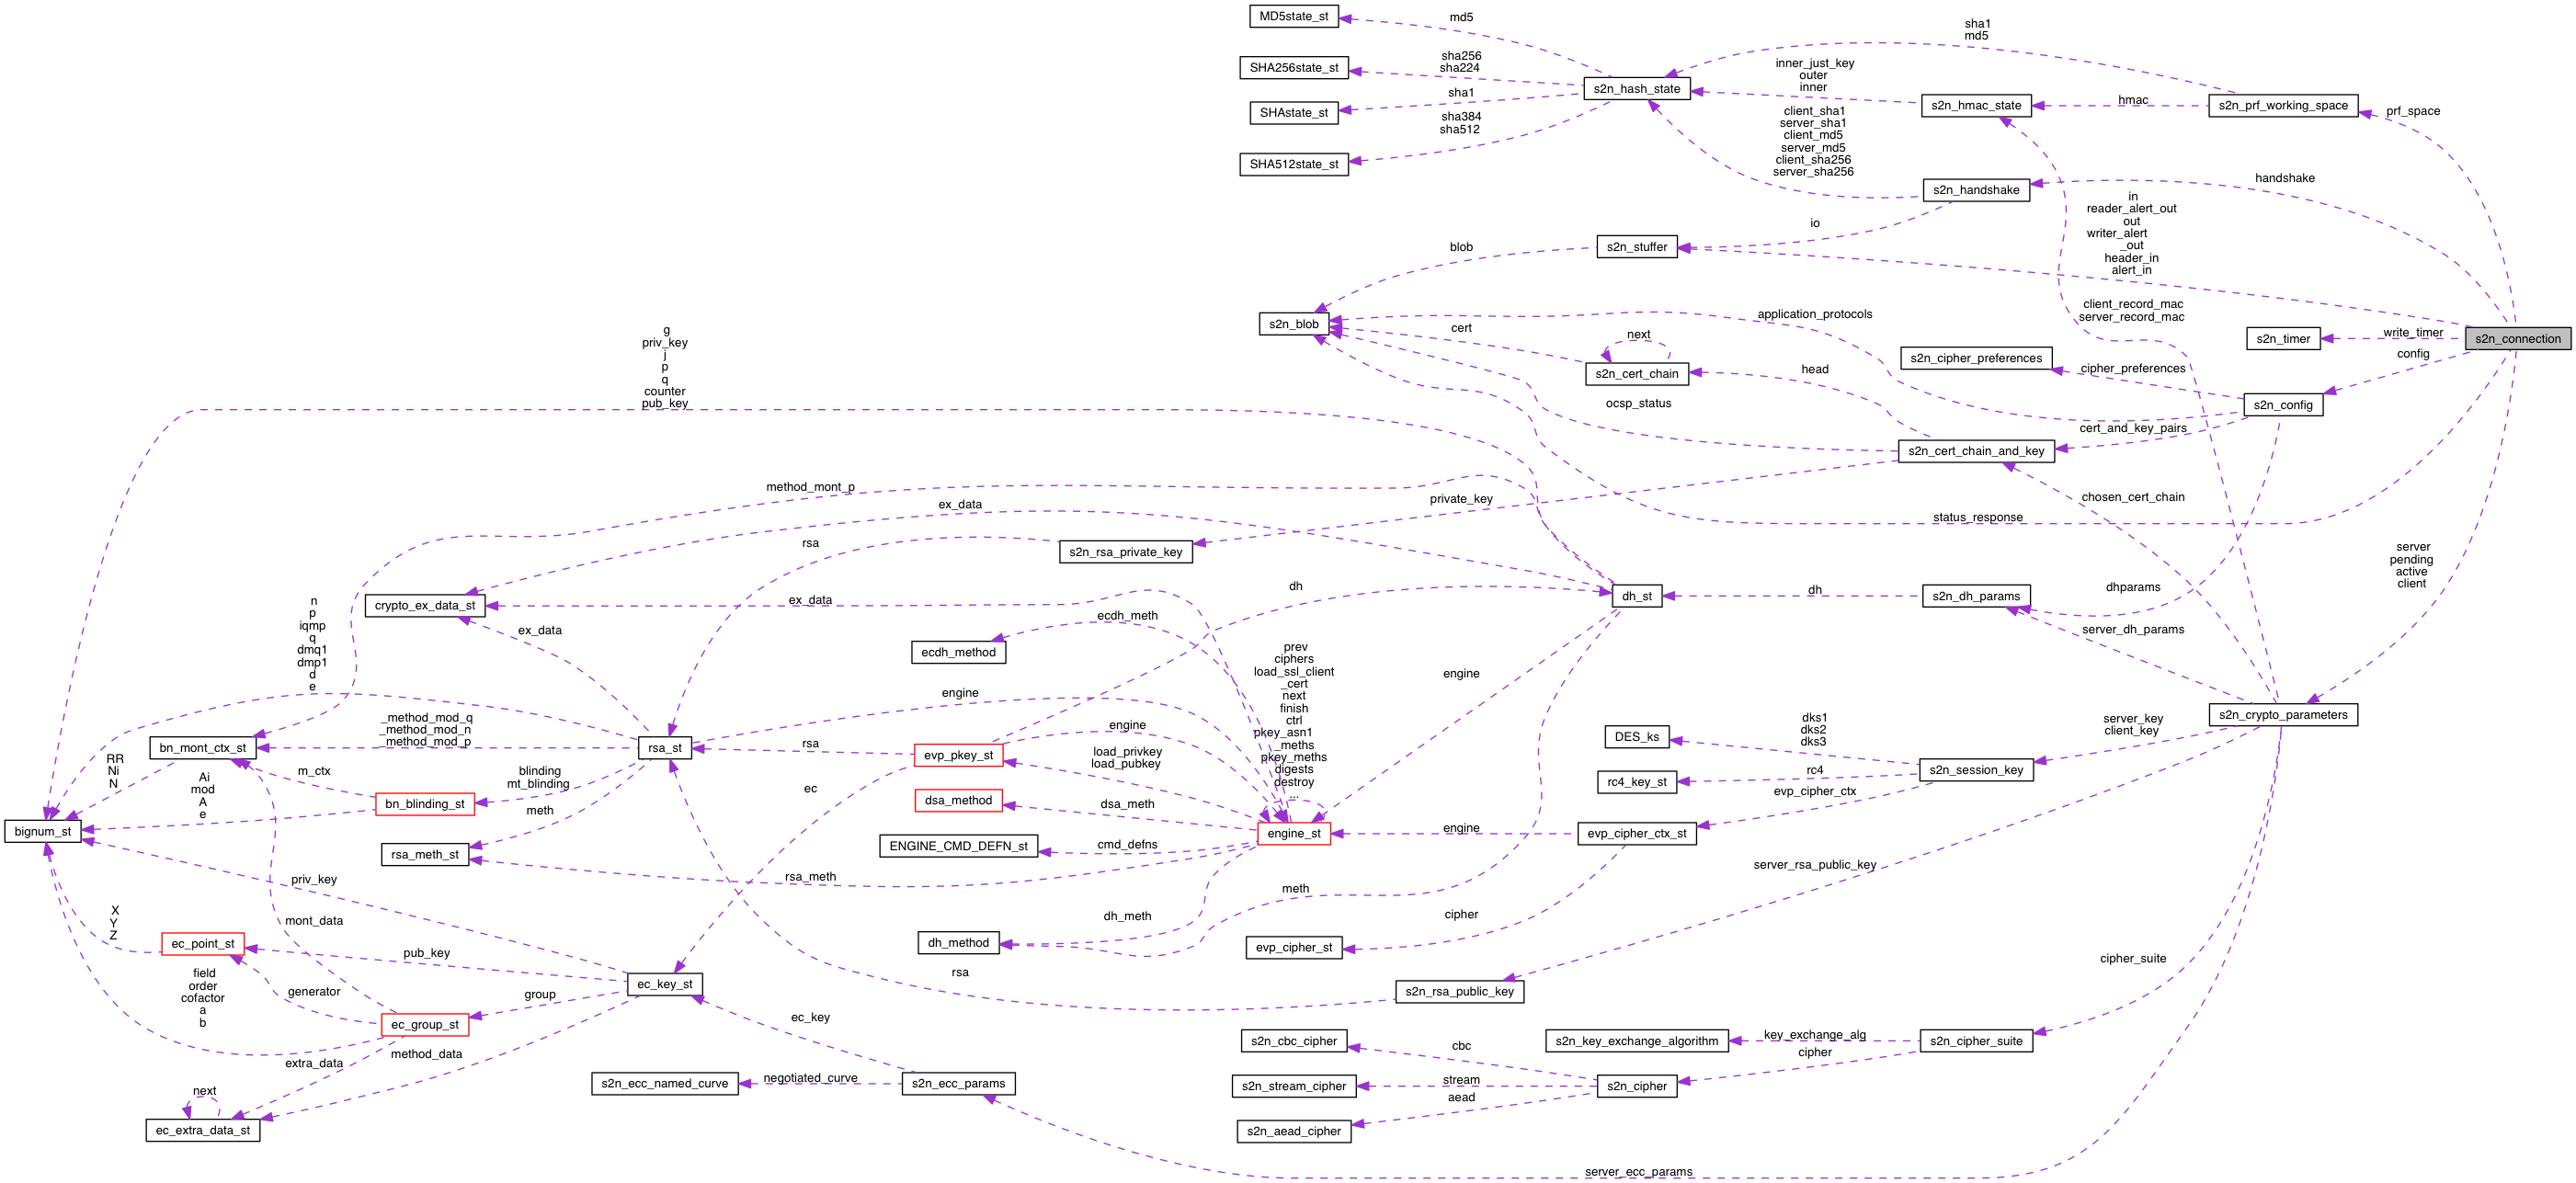 MD5state_st
md5
sha1
md5
SHA256state_st
sha256
sha224
s2n_hash_state
inner_just_key
outer
inner
SHAstate_st
sha1
s2n_hmac_state
hmac
s2n_prf_working_space
prf_space
sha384
sha512
SHA512state_st
client_sha1
server_sha1
client_md5
server_md5
client_sha256
server_sha256
s2n_handshake
handshake
io
in
reader_alert_out
out
writer_alert
_out
header_in
alert_in
blob
s2n_stuffer
s2n_blob
application_protocols
client_record_mac
server_record_mac
cert
next
s2n_cert_chain
head
s2n_timer
write_timer
s2n_connection
s2n_cipher_preferences
cipher_preferences
config
s2n_config
ocsp_status
cert_and_key_pairs
s2n_cert_chain_and_key
g
priv_key
j
p
q
counter
pub_key
method_mont_p
ex_data
private_key
chosen_cert_chain
status_response
rsa
s2n_rsa_private_key
server
pending
active
client
crypto_ex_data_st
ex_data
ex_data
dh
dh_st
dh
s2n_dh_params
dhparams
server_dh_params
ecdh_meth
ecdh_method
n
p
iqmp
q
dmq1
dmp1
d
e
prev
ciphers
load_ssl_client
_cert
next
finish
ctrl
pkey_asn1
_meths
pkey_meths
digests
destroy
...
engine
engine
engine
s2n_crypto_parameters
_method_mod_q
_method_mod_n
_method_mod_p
bn_mont_ctx_st
rsa_st
rsa
evp_pkey_st
load_privkey
load_pubkey
DES_ks
dks1
dks2
dks3
server_key
client_key
RR
Ni
N
m_ctx
blinding
mt_blinding
s2n_session_key
rc4_key_st
rc4
Ai
mod
A
e
bn_blinding_st
meth
ec
dsa_method
dsa_meth
evp_cipher_ctx
bignum_st
engine_st
engine
evp_cipher_ctx_st
rsa_meth_st
ENGINE_CMD_DEFN_st
cmd_defns
rsa_meth
priv_key
meth
server_rsa_public_key
X
Y
Z
mont_data
dh_meth
cipher
ec_point_st
pub_key
dh_method
evp_cipher_st
cipher_suite
field
order
cofactor
a
b
generator
group
ec_key_st
rsa
s2n_rsa_public_key
ec_group_st
ec_key
method_data
extra_data
s2n_cbc_cipher
cbc
s2n_key_exchange_algorithm
key_exchange_alg
s2n_cipher_suite
cipher
next
s2n_ecc_named_curve
negotiated_curve
s2n_ecc_params
s2n_stream_cipher
stream
s2n_cipher
aead
ec_extra_data_st
s2n_aead_cipher
server_ecc_params